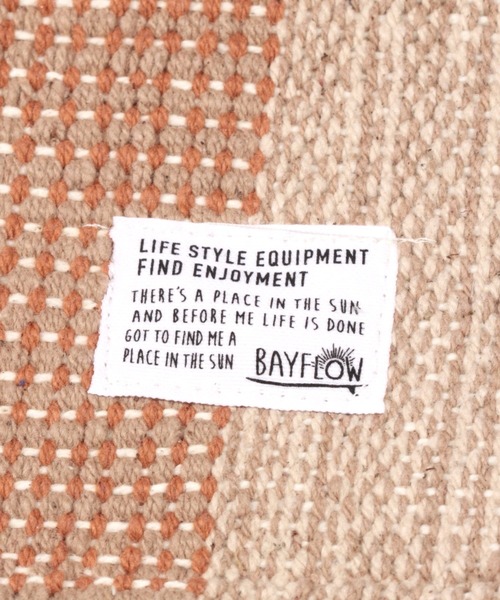 LIFE STYLE EQUIPMENT
FIND ENJOYMENT
THERE'S A PLACE IN THE SUN
AND BEFORE ME LIFE IS DONE
GOT TO FIND ME A
PLACE IN THE SUN
BAYFLOW